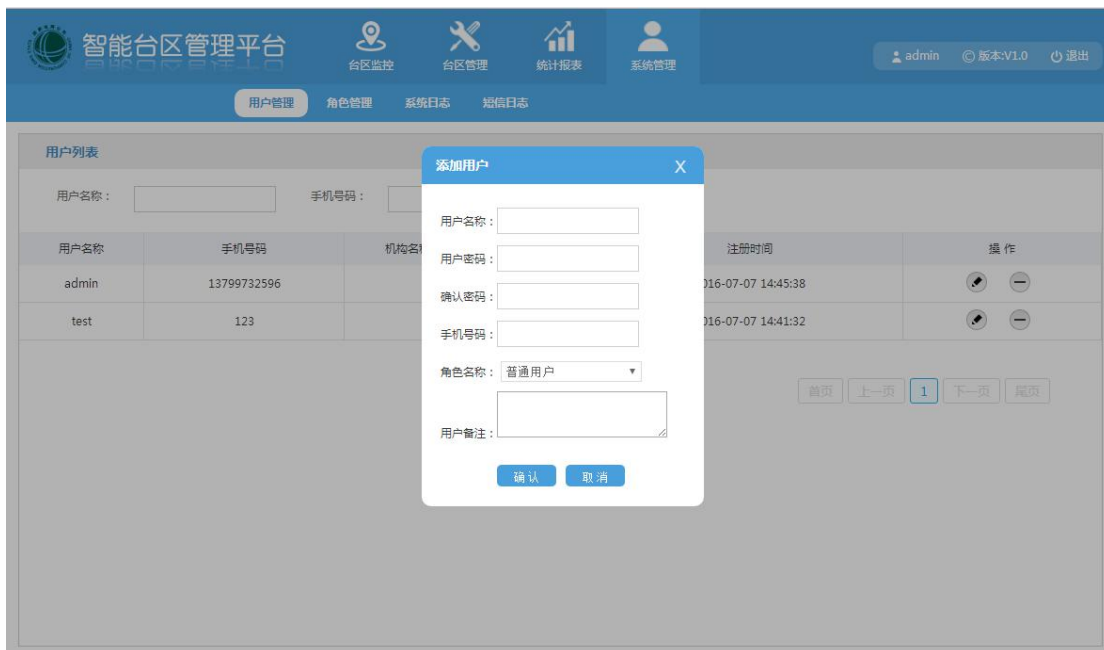 智能台区管理平台
台区监控 台区管理 统计报表 系统管理
admin ©版本:V1.0 退出
用户管理 角色管理 系统日志 短信日志
用户列表
添加用户 X
用户名称： 手机号码：
用户名称 手机号码 机构名 注册时间 操作
admin 13799732596 016-07-07 14:45:38
test 123 016-07-07 14:41:32
用户名称：
用户密码：
确认密码：
手机号码：
角色名称： 普通用户
用户备注：
确认 取消
首页 上一页 1 下一页 尾页